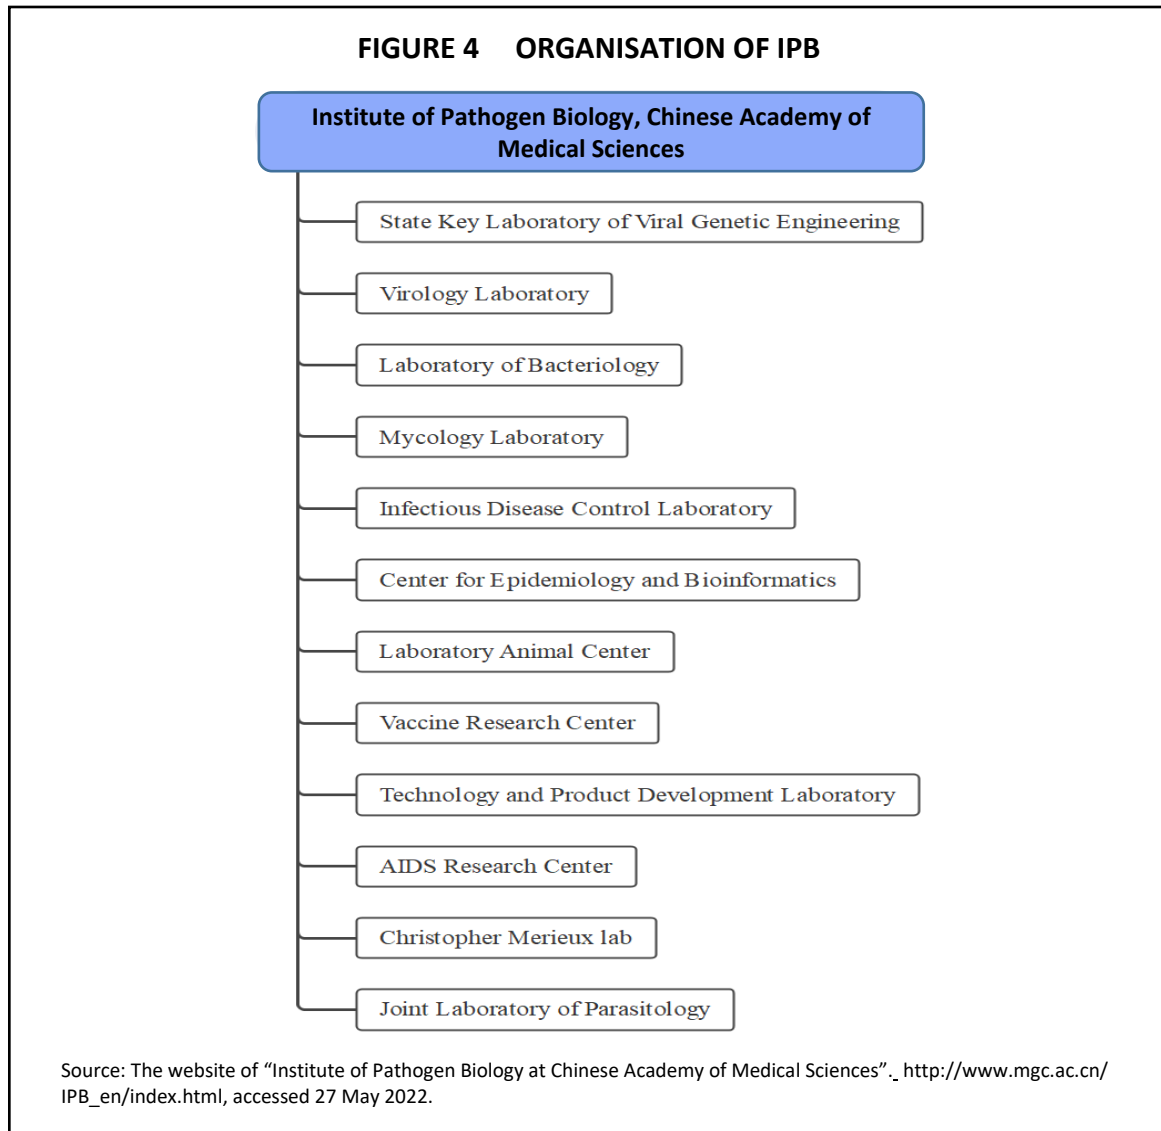 FIGURE 4 ORGANISATION OF IPB
Institute of Pathogen Biology, Chinese Academy of
Medical Sciences
State Key Laboratory of Viral Genetic Engineering
Virology Laboratory
Laboratory of Bacteriology
Mycology Laboratory
Infectious Disease Control Laboratory
Center for Epidemiology and Bioinformatics
Laboratory Animal Center
Vaccine Research Center
Technology and Product Development Laboratory
AIDS Research Center
Christopher Merieux lab
Joint Laboratory of Parasitology
Source: The website of “Institute of Pathogen Biology at Chinese Academy of Medical Sciences”. http://www.mgc.ac.cn/
IPB_en/index.html, accessed 27 May 2022.